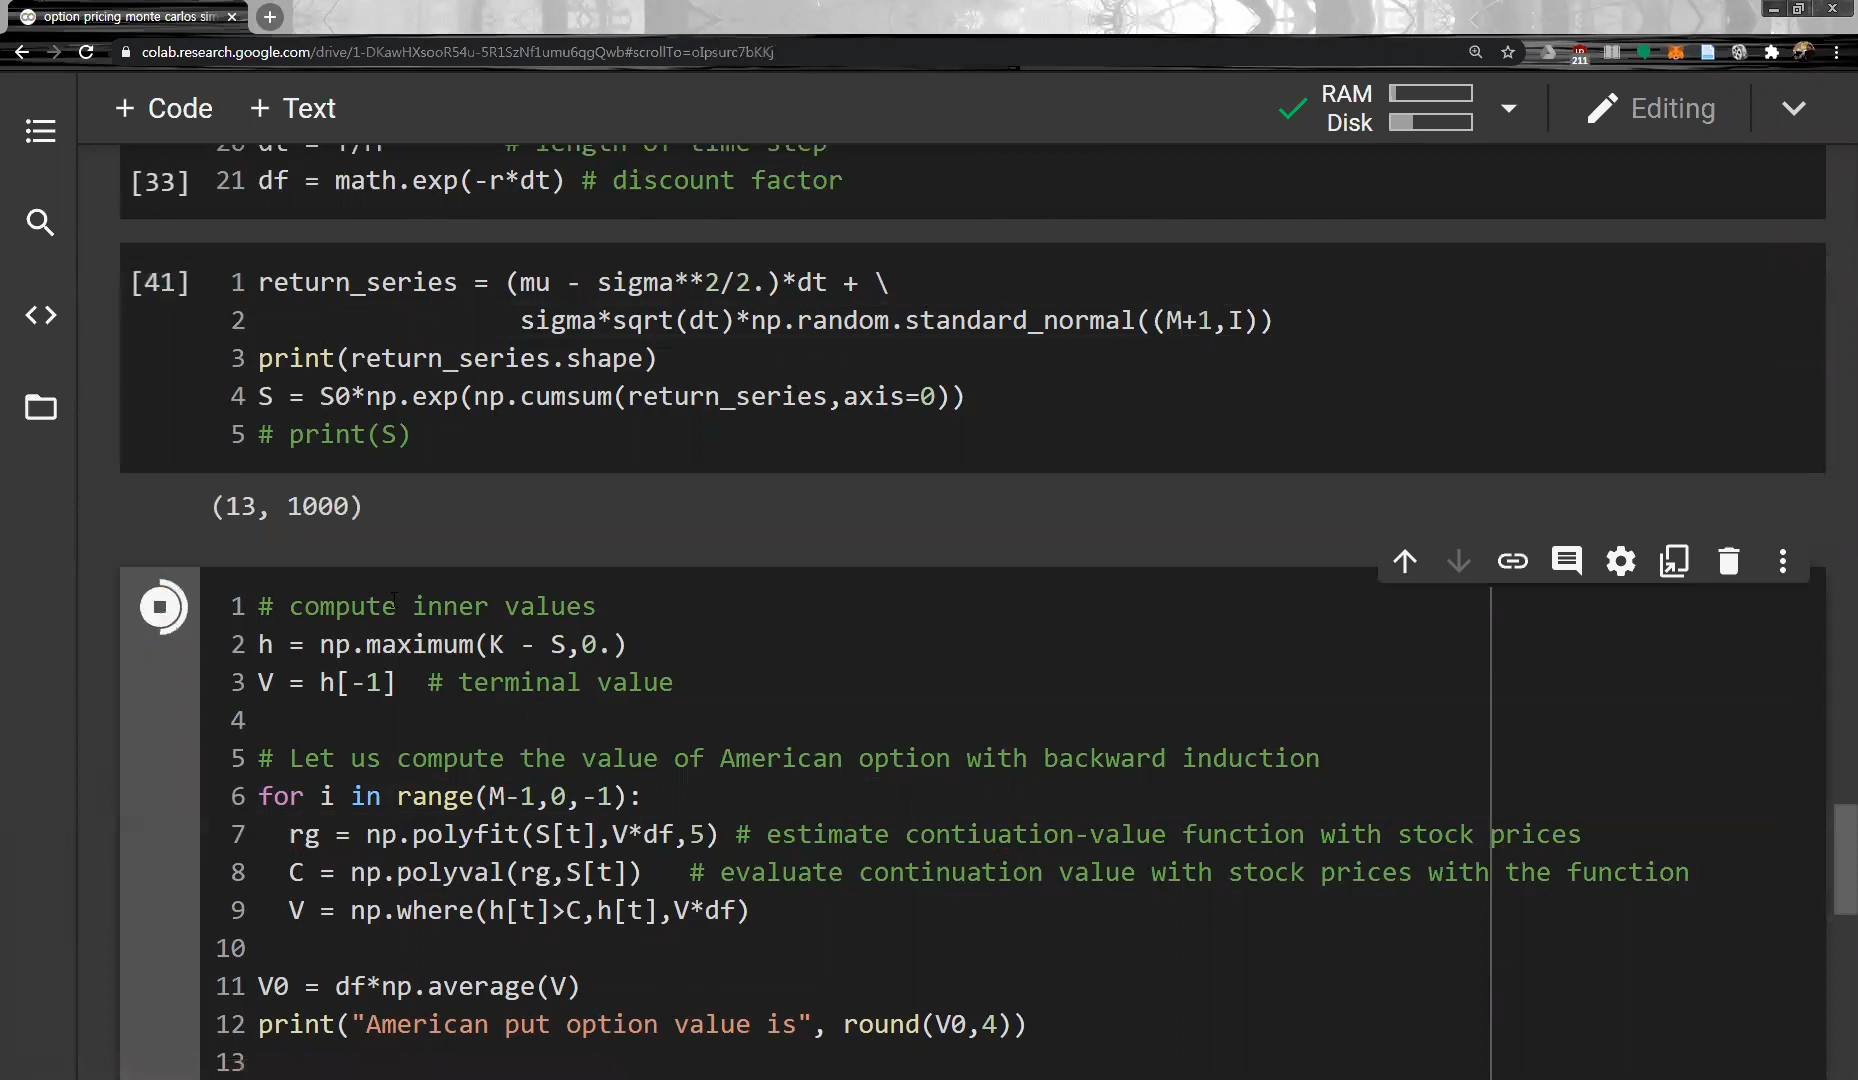 option pricing monte carlos sim
colab.research.google.com/drive/1-DKawHXsooR54u-5R1SzNf1umu6qgQwb#scrollTo=oIpsurc7bKKj
211
+ Code + Text
RAM
Disk
Editing
20 dt = T/M # length of time step
[33] 21 df = math.exp(-r*dt) # discount factor
[41] 1 return_series = (mu - sigma**2/2.)*dt + \
2 sigma*sqrt(dt)*np.random.standard_normal((M+1,I))
3 print(return_series.shape)
4 S = S0*np.exp(np.cumsum(return_series,axis=0))
5 # print(S)
(13, 1000)
1 # compute inner values
2 h = np.maximum(K - S,0.)
3 V = h[-1] # terminal value
4
5 # Let us compute the value of American option with backward induction
6 for i in range(M-1,0,-1):
7 rg = np.polyfit(S[t],V*df,5) # estimate contiuation-value function with stock prices
8 C = np.polyval(rg,S[t]) # evaluate continuation value with stock prices with the function
9 V = np.where(h[t]>C,h[t],V*df)
10
11 V0 = df*np.average(V)
12 print("American put option value is", round(V0,4))
13